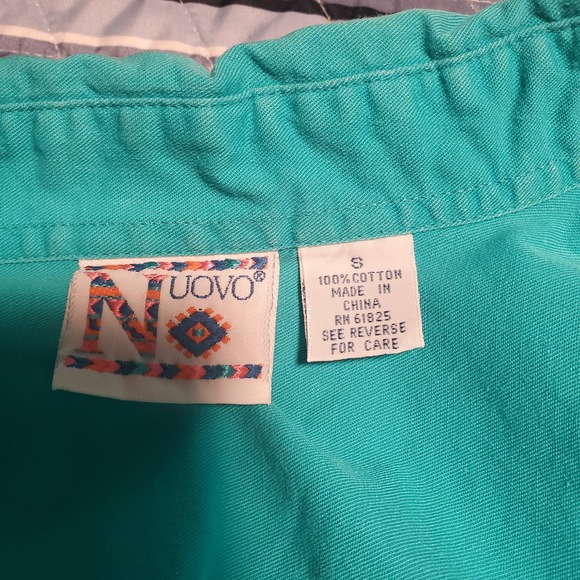 NUOVO®
S
100% COTTON
MADE IN
CHINA
RN 61825
SEE REVERSE
FOR CARE